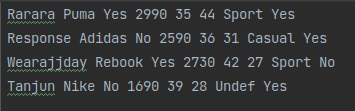 Rarara Puma Yes 2990 35 44 Sport Yes
Response Adidas No 2590 36 31 Casual Yes
Wearajjday Rebook Yes 2730 42 27 Sport No
Tanjun Nike No 1690 39 28 Undef Yes